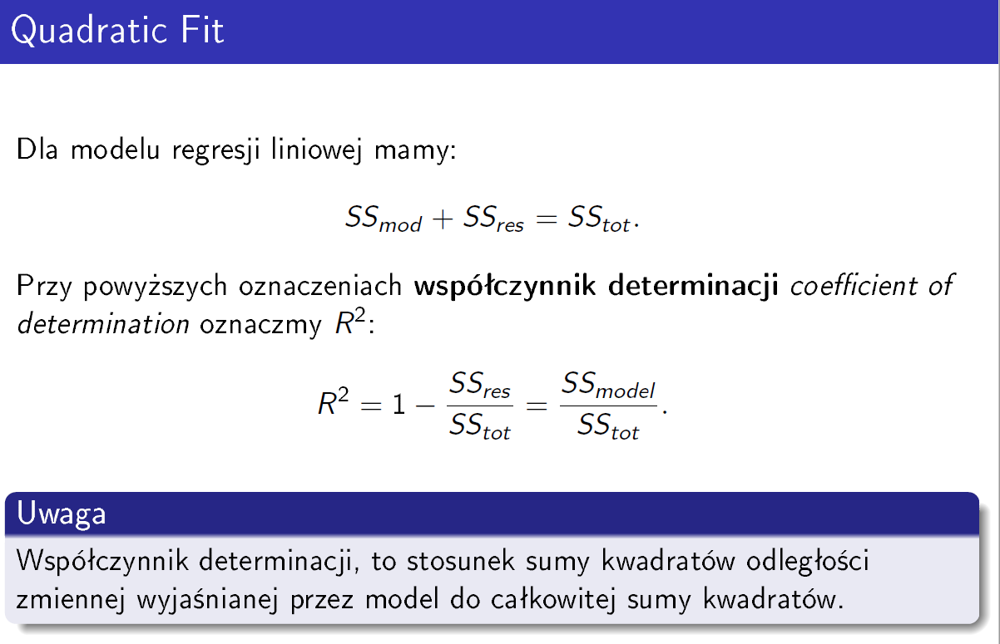 Quadratic Fit
Dla modelu regresji liniowej mamy:
SS_{mod} + SS_{res} = SS_{tot}.
Przy powyższych oznaczeniach współczynnik determinacji coefficient of
determination oznaczmy R^2:
R^2 = 1 − \frac{SS_{res}}{SS_{tot}} = \frac{SS_{model}}{SS_{tot}}.
Uwaga
Współczynnik determinacji, to stosunek sumy kwadratów odległości
zmiennej wyjaśnianej przez model do całkowitej sumy kwadratów.